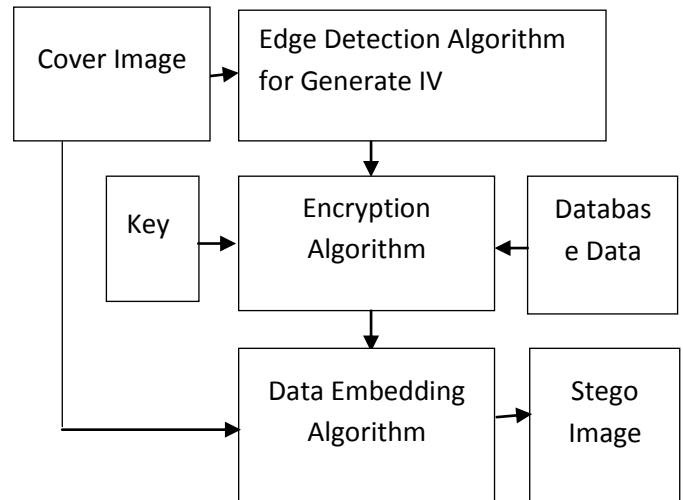 Cover Image
Edge Detection Algorithm
for Generate IV
Key
Encryption
Algorithm
Databas
e Data
Data Embedding
Algorithm
Stego
Image